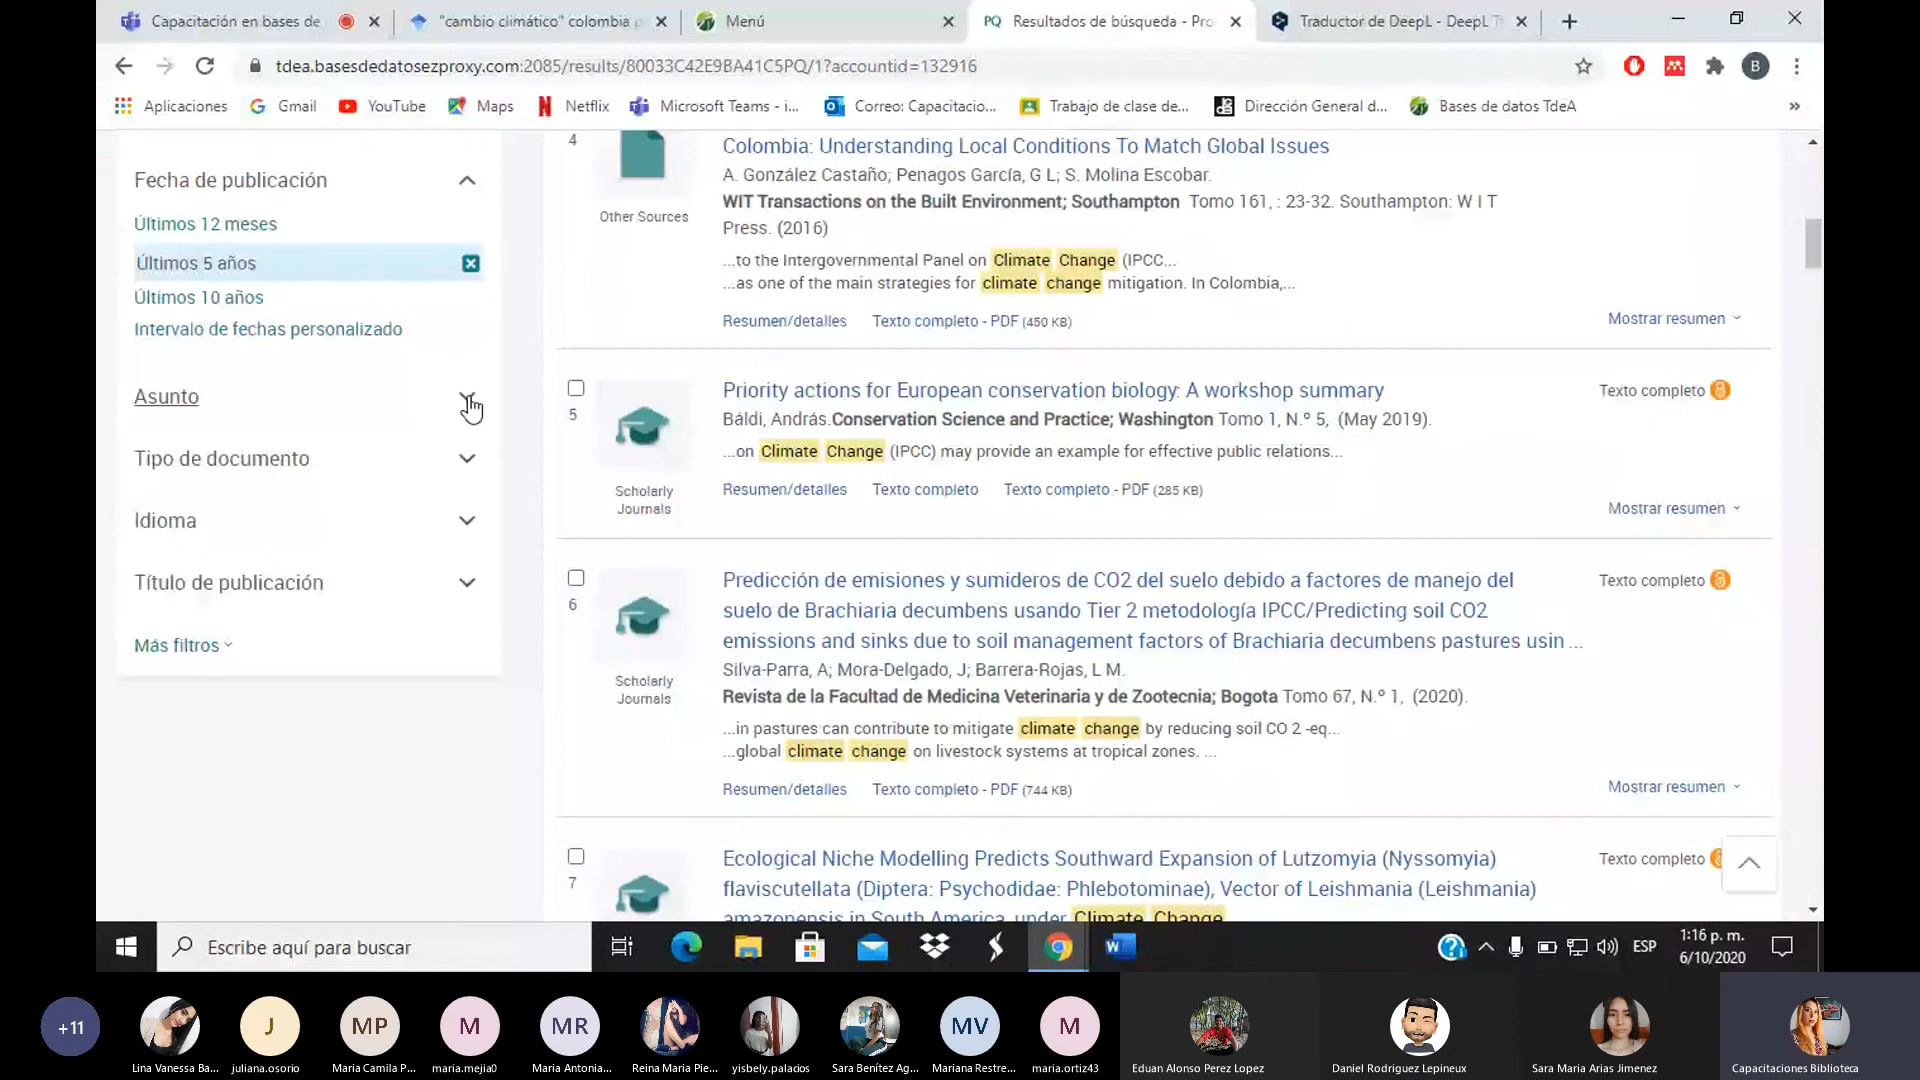 Capacitación en bases de
"cambio climático" colombia p
Menú
PQ Resultados de búsqueda - Pro
Traductor de DeepL - DeepL T
tdea.basesdedatosezproxy.com:2085/results/80033C42E9BA41C5PQ/1?accountid=132916
B
Aplicaciones
Gmail
YouTube
Maps
Netflix
Microsoft Teams - i...
Correo: Capacitacio...
Trabajo de clase de...
Dirección General d...
Bases de datos TdeA
»
Fecha de publicación
Últimos 12 meses
Últimos 5 años
Últimos 10 años
Intervalo de fechas personalizado
Asunto
Tipo de documento
Idioma
Título de publicación
Más filtros
4
Other Sources
Colombia: Understanding Local Conditions To Match Global Issues
A. González Castaño; Penagos García, G L; S. Molina Escobar.
WIT Transactions on the Built Environment; Southampton Tomo 161, : 23-32. Southampton: W I T
Press. (2016)
...to the Intergovernmental Panel on Climate Change (IPCC...
...as one of the main strategies for climate change mitigation. In Colombia,...
Resumen/detalles Texto completo - PDF (450 KB)
Mostrar resumen
5
Scholarly
Journals
Priority actions for European conservation biology: A workshop summary
Texto completo
Báldi, András.Conservation Science and Practice; Washington Tomo 1, N.º 5, (May 2019).
...on Climate Change (IPCC) may provide an example for effective public relations...
Resumen/detalles Texto completo Texto completo - PDF (285 KB)
Mostrar resumen
6
Scholarly
Journals
Predicción de emisiones y sumideros de CO2 del suelo debido a factores de manejo del
suelo de Brachiaria decumbens usando Tier 2 metodología IPCC/Predicting soil CO2
emissions and sinks due to soil management factors of Brachiaria decumbens pastures usin ...
Texto completo
Silva-Parra, A; Mora-Delgado, J; Barrera-Rojas, L M.
Revista de la Facultad de Medicina Veterinaria y de Zootecnia; Bogota Tomo 67, N.º 1, (2020).
...in pastures can contribute to mitigate climate change by reducing soil CO 2 -eq...
...global climate change on livestock systems at tropical zones. ...
Resumen/detalles Texto completo - PDF (744 KB)
Mostrar resumen
7
Ecological Niche Modelling Predicts Southward Expansion of Lutzomyia (Nyssomyia)
flaviscutellata (Diptera: Psychodidae: Phlebotominae), Vector of Leishmania (Leishmania)
amazonensis in South America, under Climate Change
Texto completo
Escribe aquí para buscar
ESP
1:16 p. m.
6/10/2020
+11
J
MP
M
MR
MV
M
Lina Vanessa Ba...
juliana.osorio
Maria Camila P...
maria.mejia0
Maria Antonia...
Reina Maria Pie...
yisbely.palacios
Sara Benítez Ag...
Mariana Restre...
maria.ortiz43
Eduan Alonso Perez Lopez
Daniel Rodriguez Lepineux
Sara Maria Arias Jimenez
Capacitaciones Biblioteca